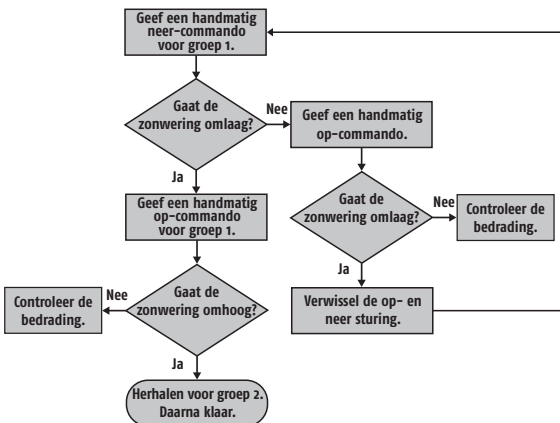 Geef een handmatig
neer-commando
voor groep 1.
Gaat de
zonwering omlaag?
Nee
Geef een handmatig
op-commando.
Ja
Geef een handmatig
op-commando
voor groep 1.
Gaat de
zonwering omlaag?
Nee
Controleer de
bedrading.
Ja
Verwissel de op- en
neer sturing.
Gaat de
zonwering omhoog?
Nee
Controleer de
bedrading.
Ja
Herhalen voor groep 2.
Daarna klaar.